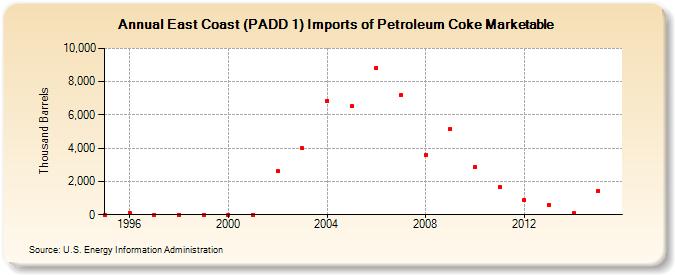 Annual East Coast (PADD 1) Imports of Petroleum Coke Marketable
Thousand Barrels
10,000
8,000
6,000
4,000
2,000
0
1996 2000 2004 2008 2012
Source: U.S. Energy Information Administration